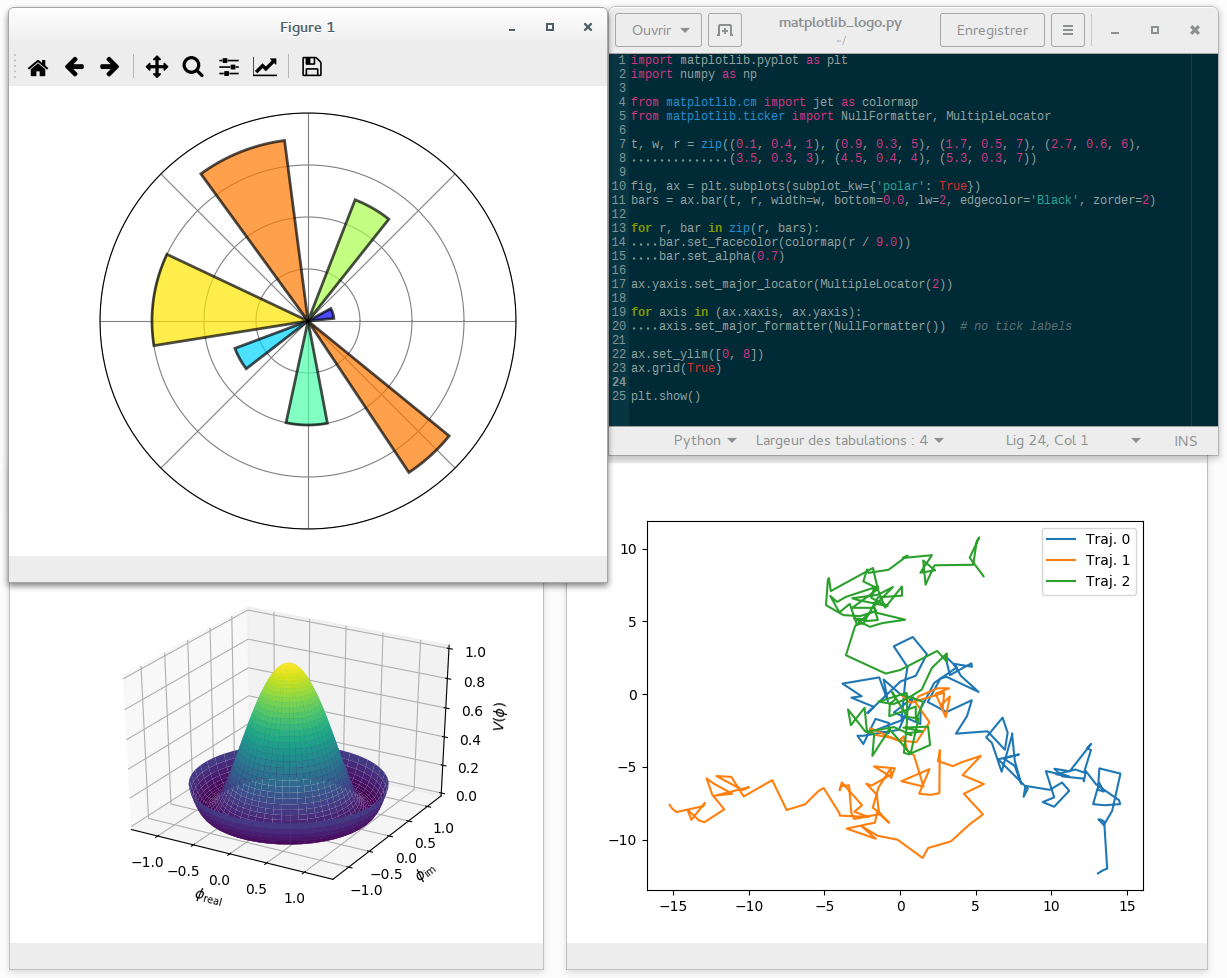 Figure 1
Ouvrir
matplotlib_logo.py
~/
Enregistrer
1 import matplotlib.pyplot as plt
2 import numpy as np
3
4 from matplotlib.cm import jet as colormap
5 from matplotlib.ticker import NullFormatter, MultipleLocator
6
7 t, w, r = zip((0.1, 0.4, 1), (0.9, 0.3, 5), (1.7, 0.5, 7), (2.7, 0.6, 6),
8 ..............(3.5, 0.3, 3), (4.5, 0.4, 4), (5.3, 0.3, 7))
9
10 fig, ax = plt.subplots(subplot_kw={'polar': True})
11 bars = ax.bar(t, r, width=w, bottom=0.0, lw=2, edgecolor='Black', zorder=2)
12
13 for r, bar in zip(r, bars):
14 ....bar.set_facecolor(colormap(r / 9.0))
15 ....bar.set_alpha(0.7)
16
17 ax.yaxis.set_major_locator(MultipleLocator(2))
18
19 for axis in (ax.xaxis, ax.yaxis):
20 ....axis.set_major_formatter(NullFormatter())  # no tick labels
21
22 ax.set_ylim([0, 8])
23 ax.grid(True)
24
25 plt.show()
Python
Largeur des tabulations : 4
Lig 24, Col 1
INS
1.0
0.8
0.6
0.4
0.2
0.0
V(ϕ)
−1.0
−0.5
0.0
0.5
1.0
ϕreal
1.0
0.5
0.0
−0.5
−1.0
ϕim
Traj. 0
Traj. 1
Traj. 2
10
5
0
−5
−10
−15
−10
−5
0
5
10
15